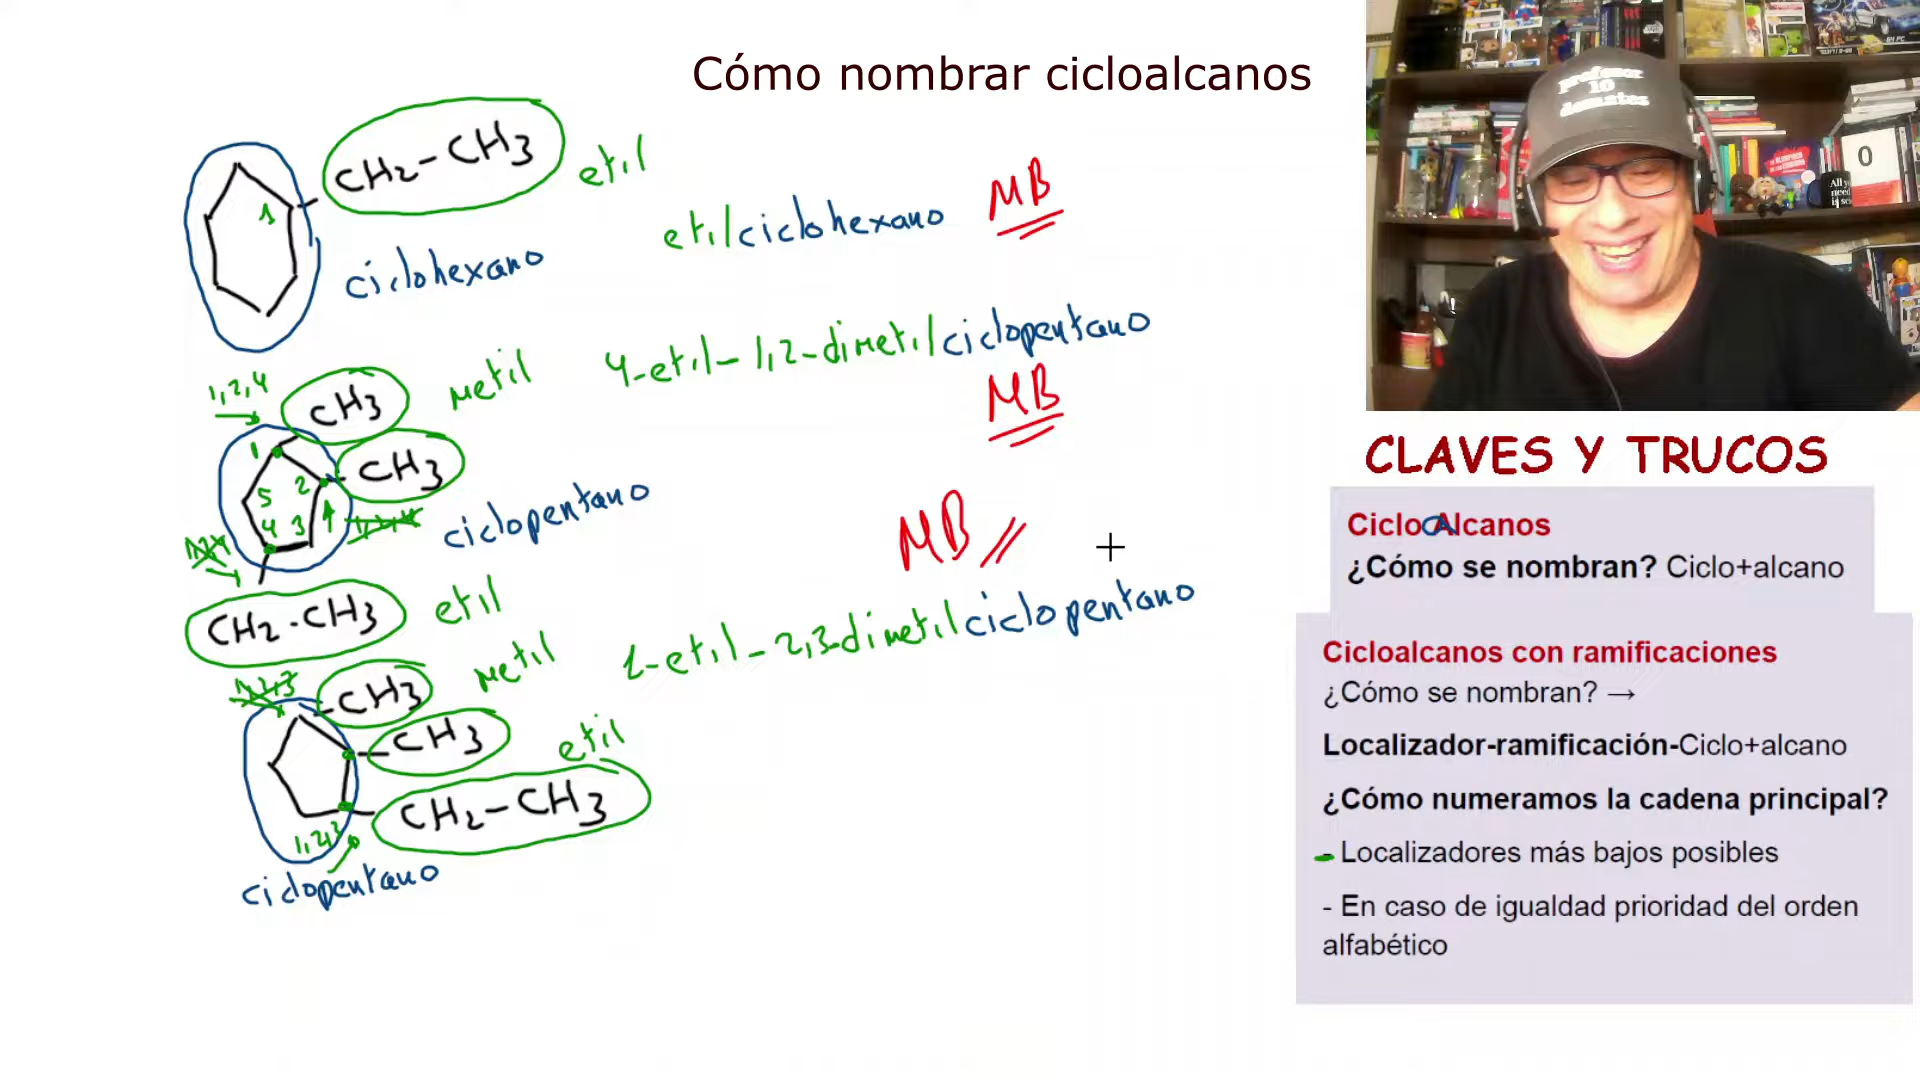 Cómo nombrar cicloalcanos
CH2-CH3
etil
1
ciclohexano
etilciclohexano
MB
1,2,4
CH3
metil
4-etil-1,2-dimetilciclopentano
MB
1
2
3
4
5
CH3
ciclopentano
CH2-CH3
etil
MB
CH3
metil
1-etil-2,3-dimetilciclopentano
CH3
etil
CH2-CH3
1,2,3
ciclopentano
profesor
10
demates
0
CLAVES Y TRUCOS
CicloAlcanos
¿Cómo se nombran? Ciclo+alcano
Cicloalcanos con ramificaciones
¿Cómo se nombran? →
Localizador-ramificación-Ciclo+alcano
¿Cómo numeramos la cadena principal?
- Localizadores más bajos posibles
- En caso de igualdad prioridad del orden
alfabético